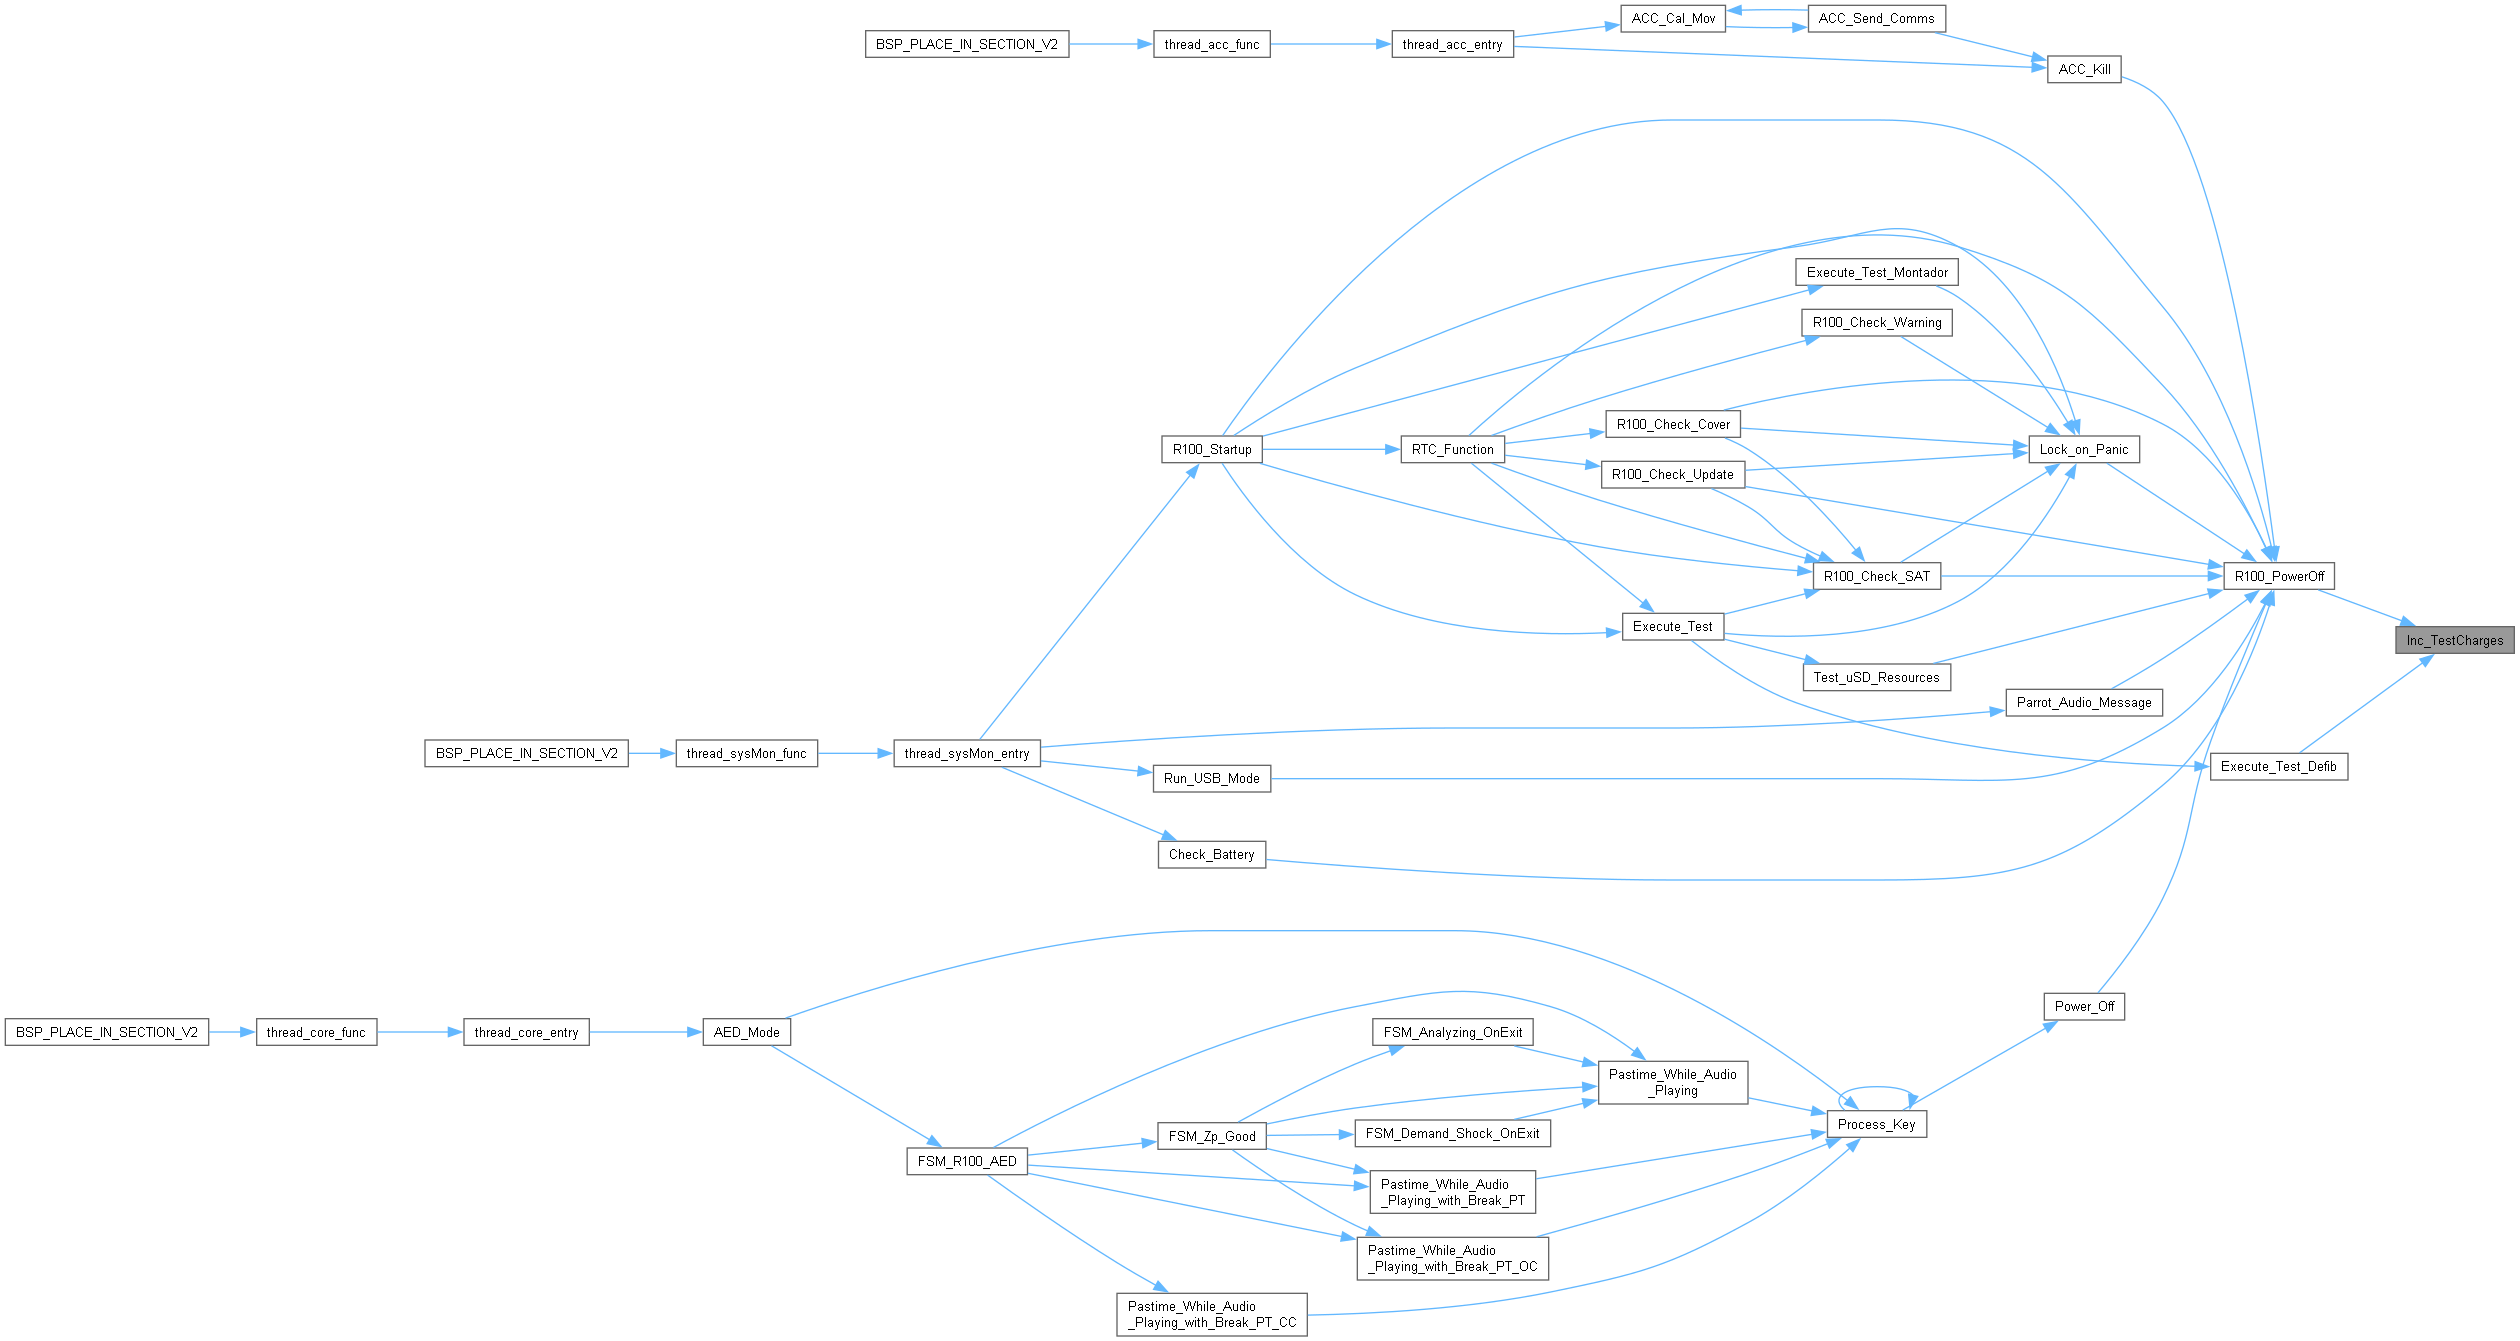 ACC_Cal_Mov
ACC_Send_Comms
BSP_PLACE_IN_SECTION_V2
thread_acc_func
thread_acc_entry
ACC_Kill
Execute_Test_Montador
R100_Check_Warning
R100_Check_Cover
R100_Startup
RTC_Function
Lock_on_Panic
R100_Check_Update
R100_Check_SAT
R100_PowerOff
Execute_Test
Inc_TestCharges
Test_uSD_Resources
Parrot_Audio_Message
BSP_PLACE_IN_SECTION_V2
thread_sysMon_func
thread_sysMon_entry
Run_USB_Mode
Execute_Test_Defib
Check_Battery
Power_Off
BSP_PLACE_IN_SECTION_V2
thread_core_func
thread_core_entry
AED_Mode
FSM_Analyzing_OnExit
Pastime_While_Audio
_Playing
Process_Key
FSM_Zp_Good
FSM_Demand_Shock_OnExit
FSM_R100_AED
Pastime_While_Audio
_Playing_with_Break_PT
Pastime_While_Audio
_Playing_with_Break_PT_OC
Pastime_While_Audio
_Playing_with_Break_PT_CC